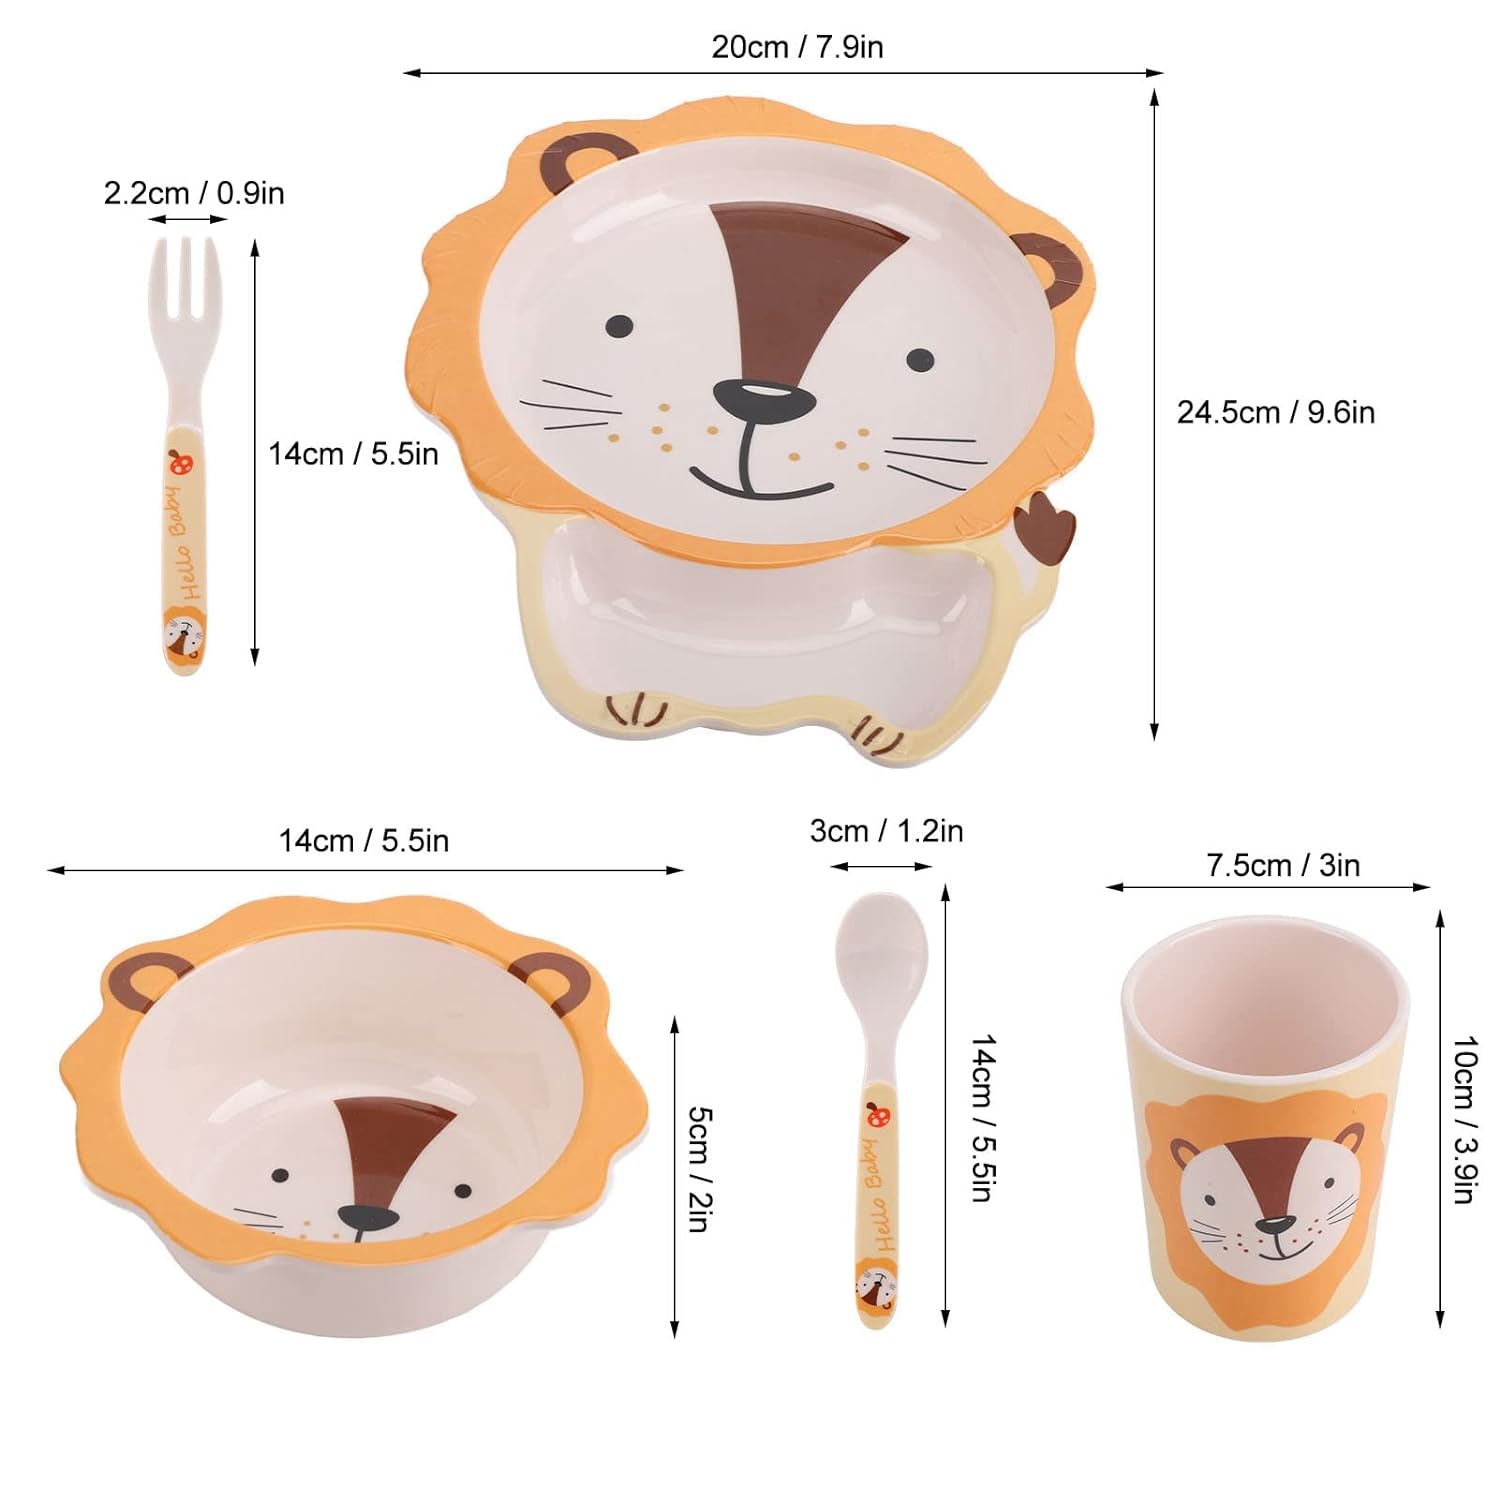 20cm / 7.9in
2.2cm / 0.9in
24.5cm / 9.6in
14cm / 5.5in
Hello Baby
14cm / 5.5in
3cm / 1.2in
7.5cm / 3in
5cm / 2in
14cm / 5.5in
Hello Baby
10cm / 3.9in